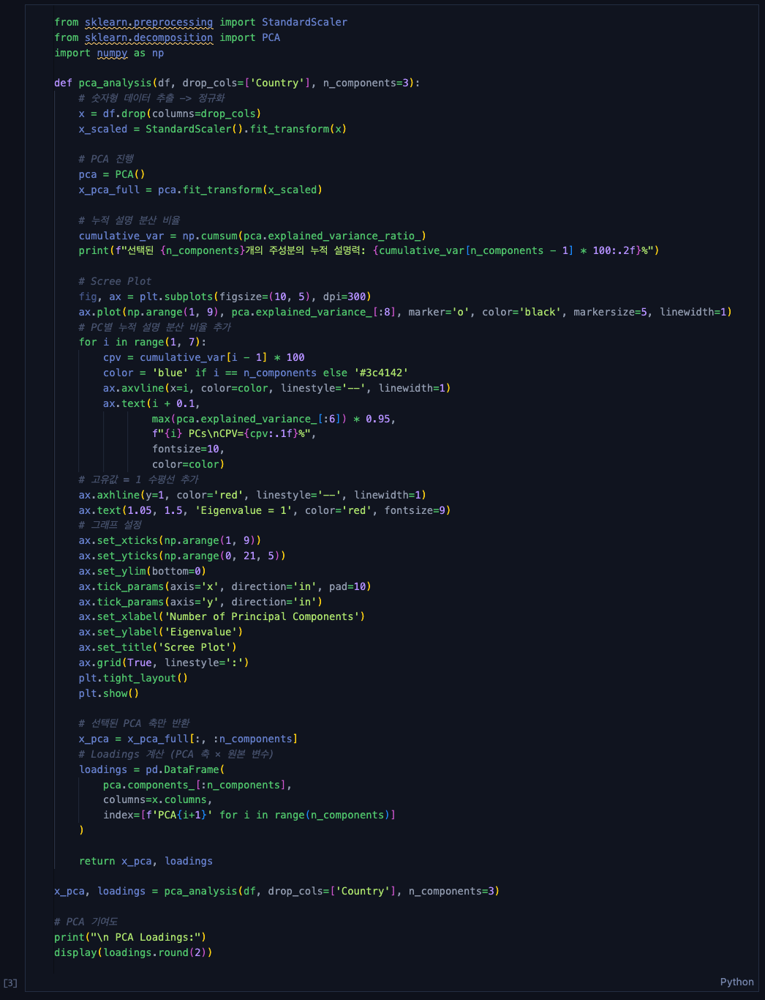 from sklearn.preprocessing import StandardScaler
from sklearn.decomposition import PCA
import numpy as np

def pca_analysis(df, drop_cols=['Country'], n_components=3):
    # 숫자형 데이터 추출 -> 정규화
    x = df.drop(columns=drop_cols)
    x_scaled = StandardScaler().fit_transform(x)

    # PCA 진행
    pca = PCA()
    x_pca_full = pca.fit_transform(x_scaled)

    # 누적 설명 분산 비율
    cumulative_var = np.cumsum(pca.explained_variance_ratio_)
    print(f"선택된 {n_components}개의 주성분의 누적 설명력: {cumulative_var[n_components - 1] * 100:.2f}%")

    # Scree Plot
    fig, ax = plt.subplots(figsize=(10, 5), dpi=300)
    ax.plot(np.arange(1, 9), pca.explained_variance_[:8], marker='o', color='black', markersize=5, linewidth=1)
    # PC별 누적 설명 분산 비율 추가
    for i in range(1, 7):
        cpv = cumulative_var[i - 1] * 100
        color = 'blue' if i == n_components else '#3c4142'
        ax.axvline(x=i, color=color, linestyle='--', linewidth=1)
        ax.text(i + 0.1,
                max(pca.explained_variance_[:6]) * 0.95,
                f"{i} PCs\nCPV={cpv:.1f}%",
                fontsize=10,
                color=color)
    # 고유값 = 1 수평선 추가
    ax.axhline(y=1, color='red', linestyle='--', linewidth=1)
    ax.text(1.05, 1.5, 'Eigenvalue = 1', color='red', fontsize=9)
    # 그래프 설정
    ax.set_xticks(np.arange(1, 9))
    ax.set_yticks(np.arange(0, 21, 5))
    ax.set_ylim(bottom=0)
    ax.tick_params(axis='x', direction='in', pad=10)
    ax.tick_params(axis='y', direction='in')
    ax.set_xlabel('Number of Principal Components')
    ax.set_ylabel('Eigenvalue')
    ax.set_title('Scree Plot')
    ax.grid(True, linestyle=':')
    plt.tight_layout()
    plt.show()

    # 선택된 PCA 축만 반환
    x_pca = x_pca_full[:, :n_components]
    # Loadings 계산 (PCA 축 × 원본 변수)
    loadings = pd.DataFrame(
        pca.components_[:n_components],
        columns=x.columns,
        index=[f'PCA{i+1}' for i in range(n_components)]
    )

    return x_pca, loadings

x_pca, loadings = pca_analysis(df, drop_cols=['Country'], n_components=3)

# PCA 기여도
print("\n PCA Loadings:")
display(loadings.round(2))
[3]
Python